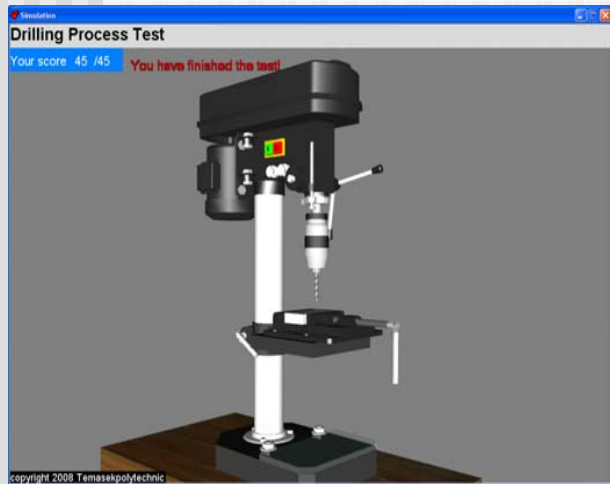 Simulation
Drilling Process Test
Your score 45 /45
You have finished the test!
copyright 2008 Temasekpolytechnic